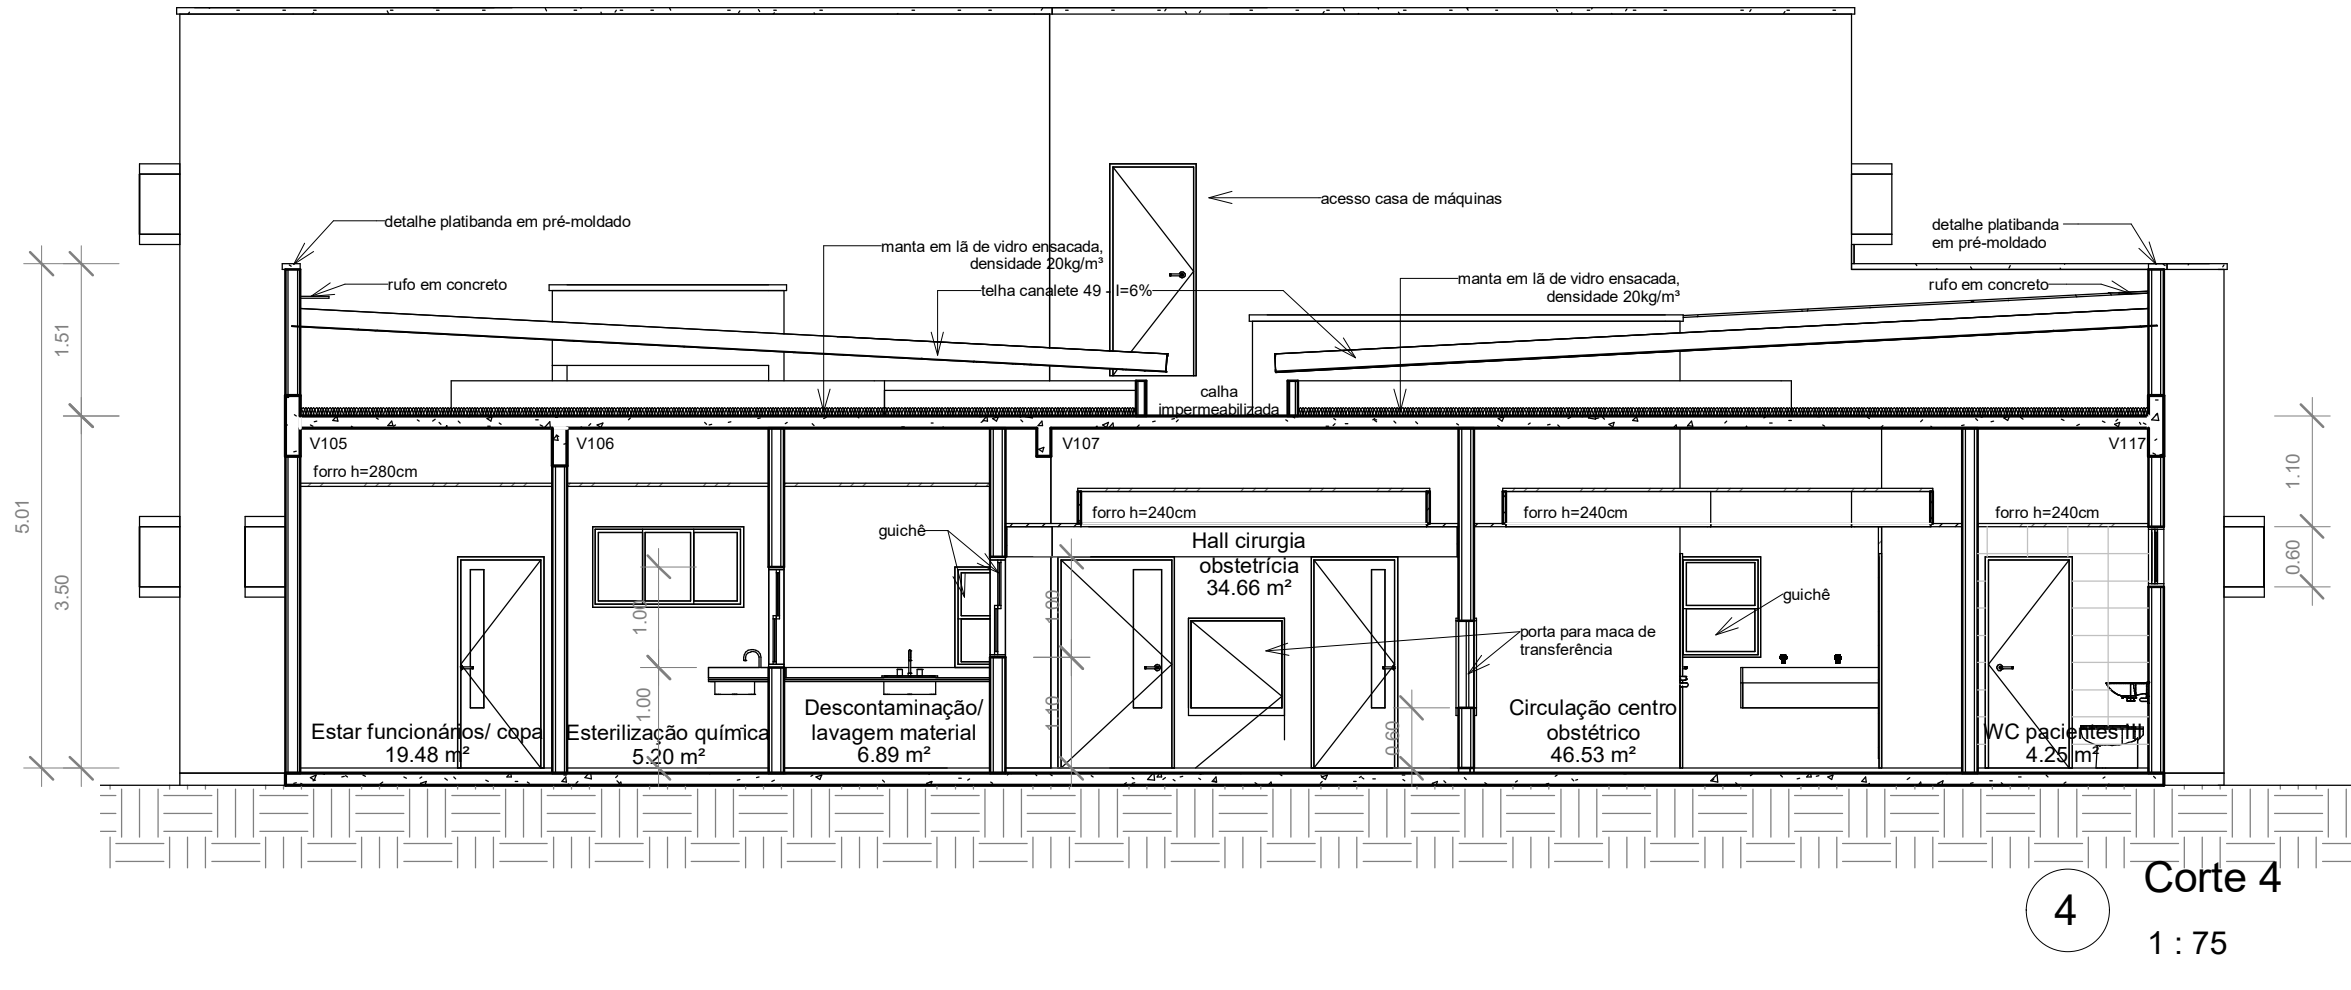 acesso casa de máquinas
detalhe platibanda em pré-moldado
detalhe platibanda
em pré-moldado
manta em lã de vidro ensacada,
densidade 20kg/m³
manta em lã de vidro ensacada,
densidade 20kg/m³
rufo em concreto
telha canalete 49 - I=6%
rufo em concreto
1.51
calha
impermeabilizada
V105
V106
V107
V117
forro h=280cm
1.10
5.01
forro h=240cm
forro h=240cm
forro h=240cm
guichê
Hall cirurgia
obstetrícia
34.66 m²
0.60
3.50
1.00
1.00
guichê
porta para maca de
transferência
1.00
1.10
0.60
Estar funcionários/ copa
19.48 m²
Esterilização química
5.20 m²
Descontaminação/
lavagem material
6.89 m²
Circulação centro
obstétrico
46.53 m²
WC pacientes III
4.25 m²
4
Corte 4
1 : 75